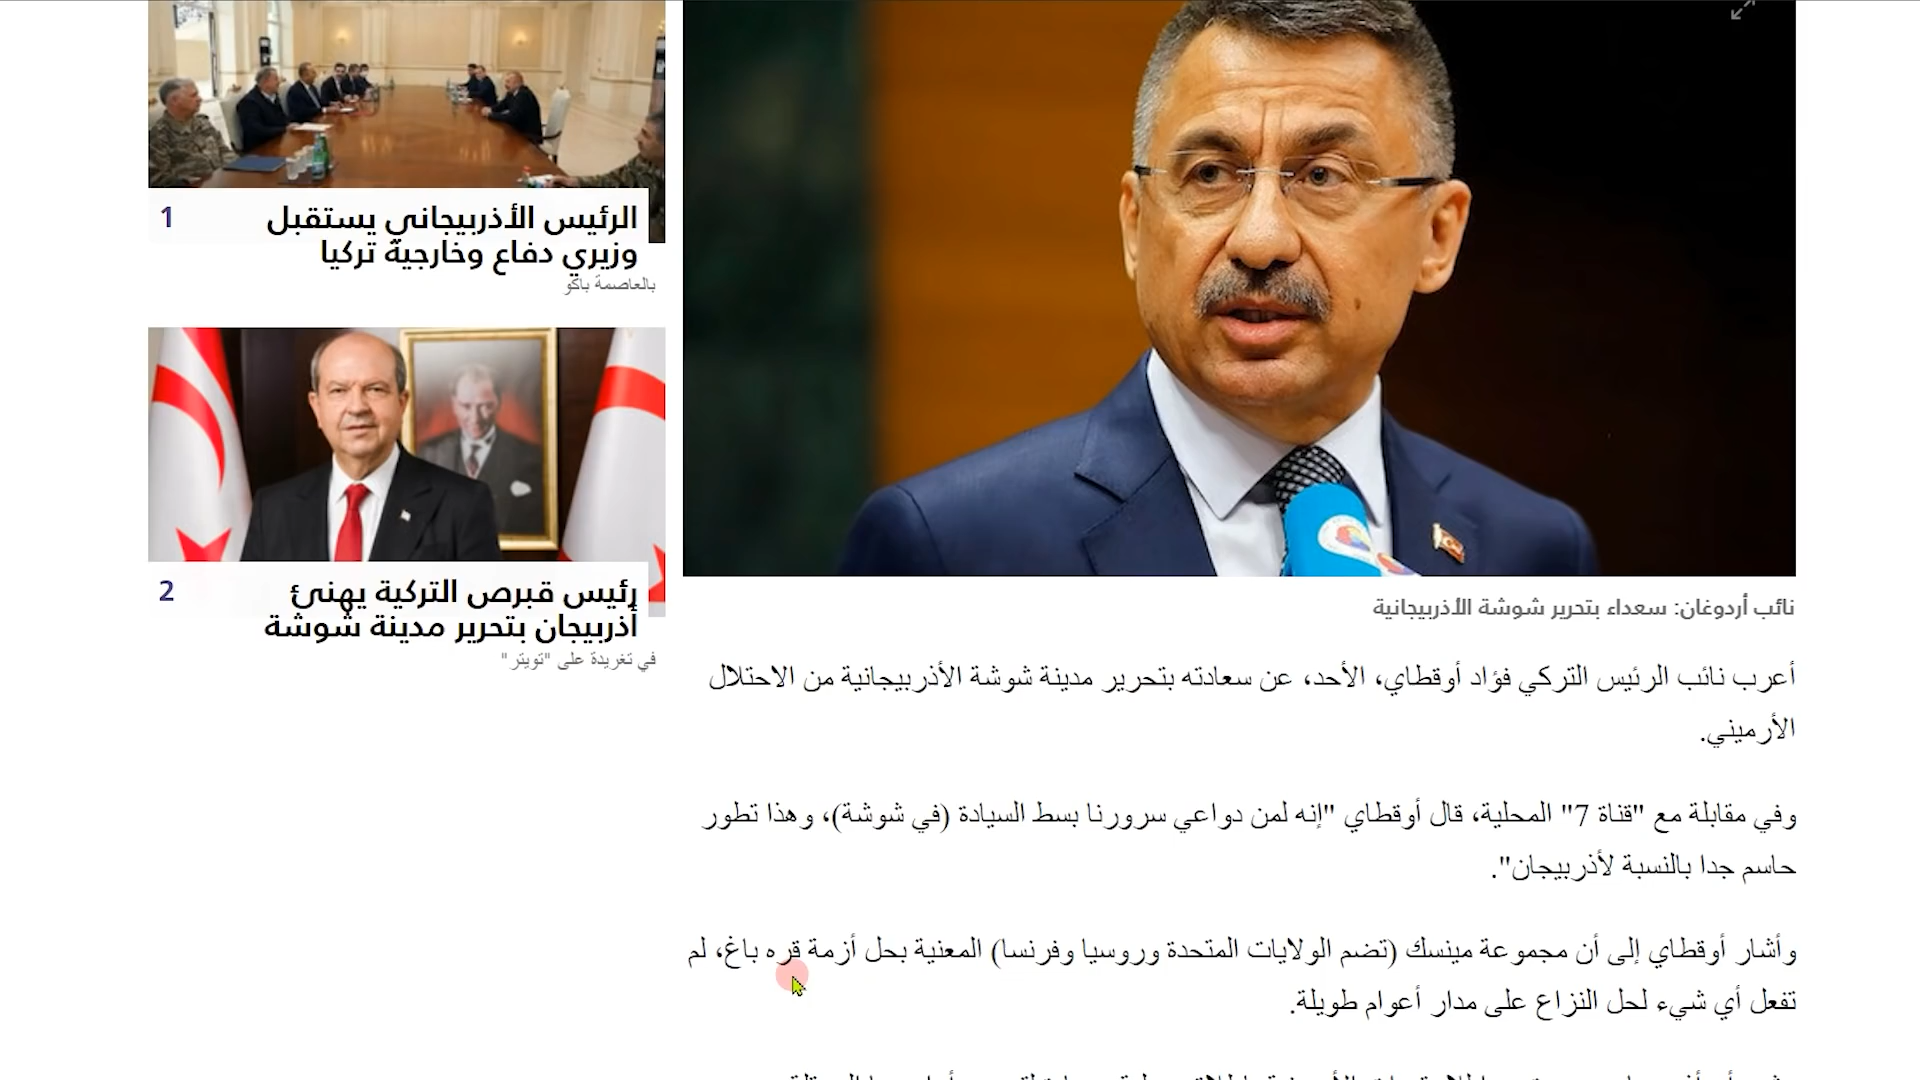 نائب أردوغان: سعداء بتحرير شوشة الأذربيجانية
أعرب نائب الرئيس التركي فؤاد أوقطاي، الأحد، عن سعادته بتحرير مدينة شوشة الأذربيجانية من الاحتلال
الأرميني.
وفي مقابلة مع "قناة 7" المحلية، قال أوقطاي "إنه لمن دواعي سرورنا بسط السيادة (في شوشة)، وهذا تطور
حاسم جدا بالنسبة لأذربيجان".
وأشار أوقطاي إلى أن مجموعة مينسك (تضم الولايات المتحدة وروسيا وفرنسا) المعنية بحل أزمة قره باغ، لم
تفعل أي شيء لحل النزاع على مدار أعوام طويلة.
الرئيس الأذربيجاني يستقبل
وزيري دفاع وخارجية تركيا
1
بالعاصمة باكو
رئيس قبرص التركية يهنئ
أذربيجان بتحرير مدينة شوشة
2
في تغريدة على "تويتر"